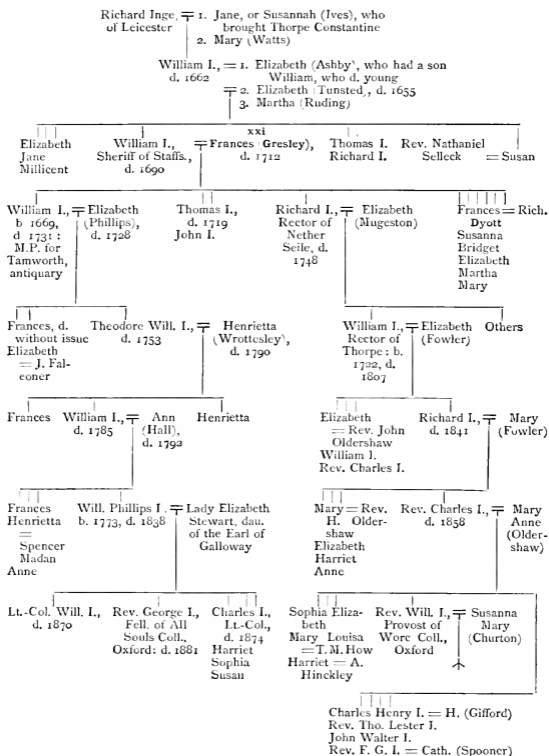 Richard Inge, 1. Jane, or Susannah (Ives), who
of Leicester brought Thorpe Constantine
2. Mary (Watts)
William I., = 1. Elizabeth (Ashby), who had a son
d. 1662 William, who d. young
2. Elizabeth (Tunsted), d. 1655
3. Martha (Ruding)
xxi
Elizabeth William I., Frances (Gresley), Thomas I. Rev. Nathaniel
Jane Sheriff of Staffs., d. 1712 Richard I. Selleck = Susan
Millicent d. 1690
William I., Elizabeth Thomas I., Richard I., Elizabeth Frances = Rich.
b 1669, (Phillips), d. 1719 Rector of (Mugeston) Dyott
d 1731 : d. 1728 John I. Nether Susanna
M.P. for Seile, d. Bridget
Tamworth, 1748 Elizabeth
antiquary Martha
Mary
Frances, d. Theodore Will. I., Henrietta William I., Elizabeth Others
without issue d. 1753 (Wrottesley), Rector of (Fowler)
Elizabeth d. 1790 Thorpe : b.
= J. Fal- 1722, d.
coner 1807
Frances William I., Ann Henrietta Elizabeth Richard I., Mary
d. 1785 (Hall), = Rev. John d. 1841 (Fowler)
d. 1792 Oldershaw
William I.
Rev. Charles I.
Frances Will. Phillips I. Lady Elizabeth Mary = Rev. Rev. Charles I., Mary
Henrietta b. 1773, d. 1838 Stewart, dau. H. Older- d. 1858 Anne
= of the Earl of shaw (Older-
Spencer Galloway Elizabeth shaw)
Madan Harriet
Anne Anne
Lt.-Col. Will. I., Rev. George I., Charles I., Sophia Eliza- Rev. Will. I., Susanna
d. 1870 Fell. of All Lt.-Col., beth Provost of Mary
Souls Coll., d. 1874 Mary Louisa Worc Coll., (Churton)
Oxford: d. 1881 Harriet = T. M. How Oxford
Sophia Harriet = A.
Susan Hinckley
Charles Henry I. = H. (Gifford)
Rev. Tho. Lester I.
John Walter I.
Rev. F. G. I. = Cath. (Spooner)